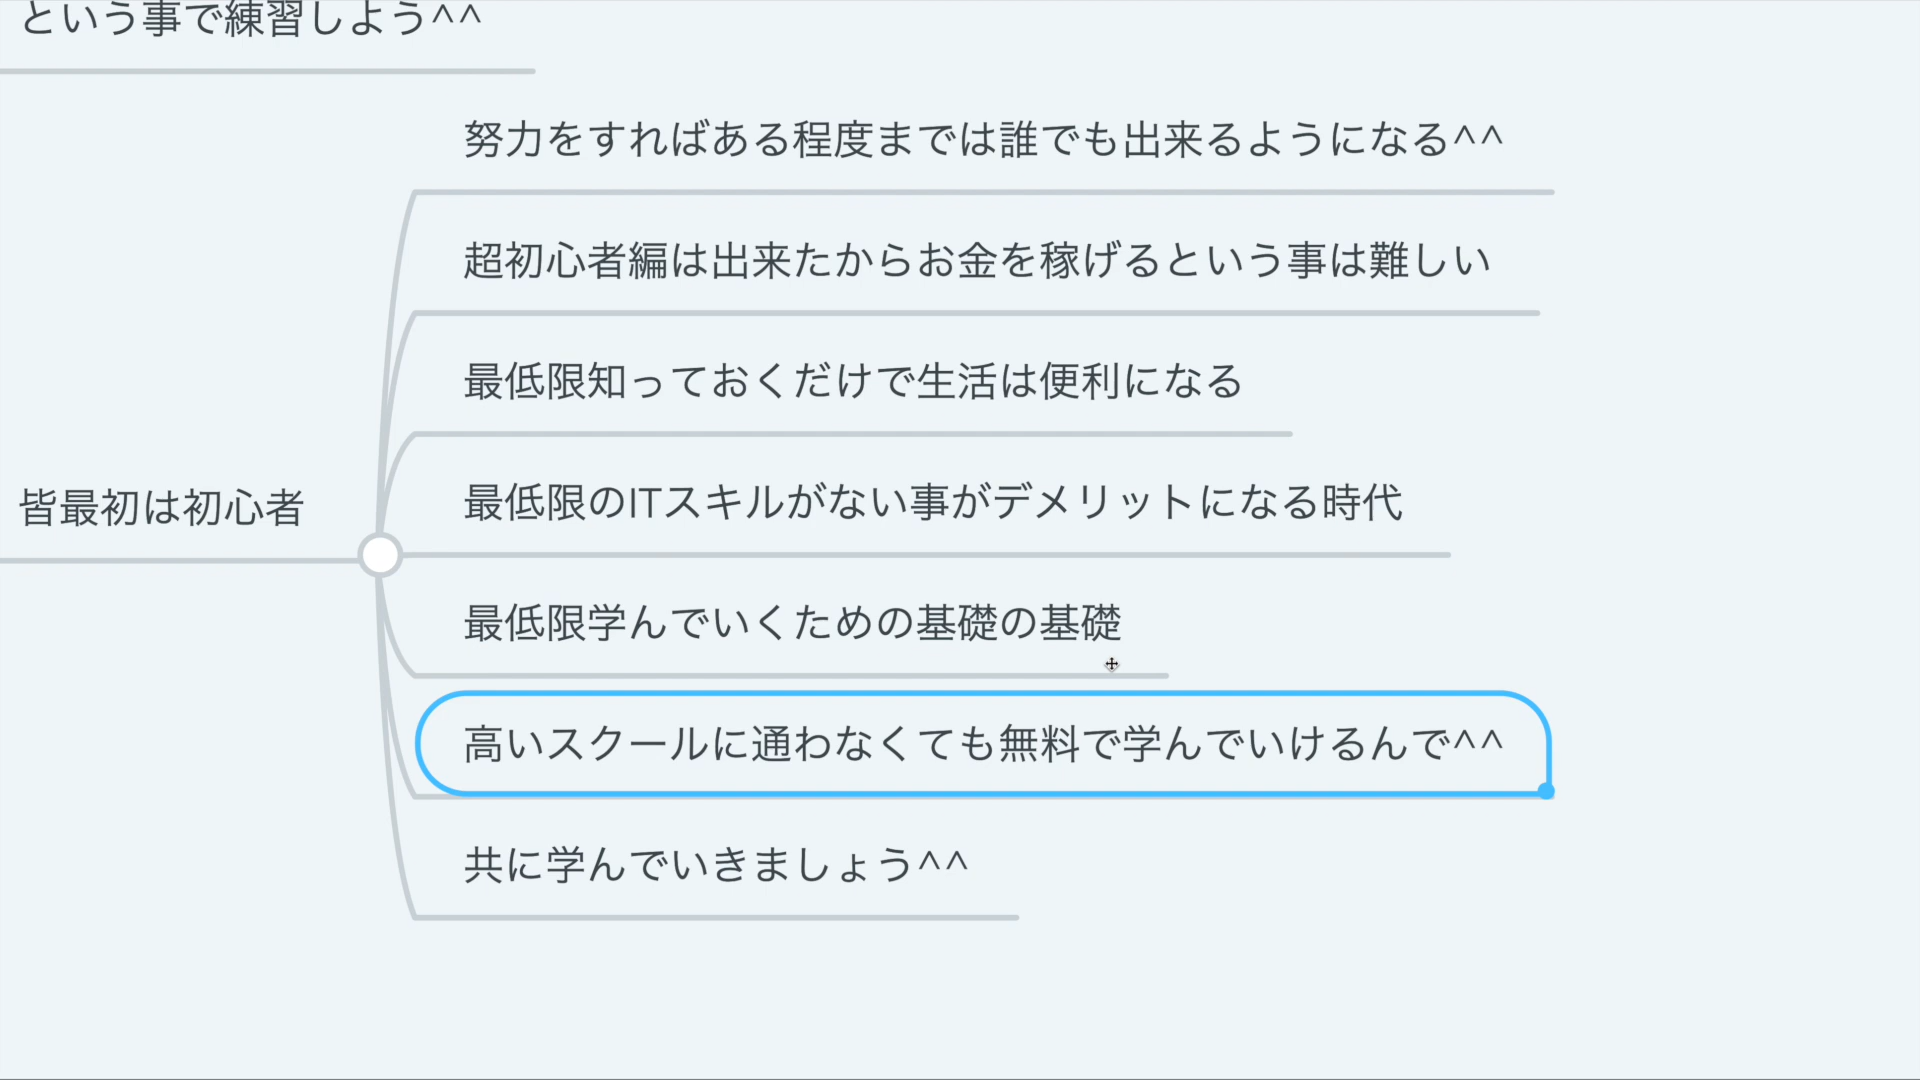 という事で練習しよう^^
努力をすればある程度までは誰でも出来るようになる^^
超初心者編は出来たからお金を稼げるという事は難しい
最低限知っておくだけで生活は便利になる
皆最初は初心者
最低限のITスキルがない事がデメリットになる時代
最低限学んでいくための基礎の基礎
高いスクールに通わなくても無料で学んでいけるんで^^
共に学んでいきましょう^^